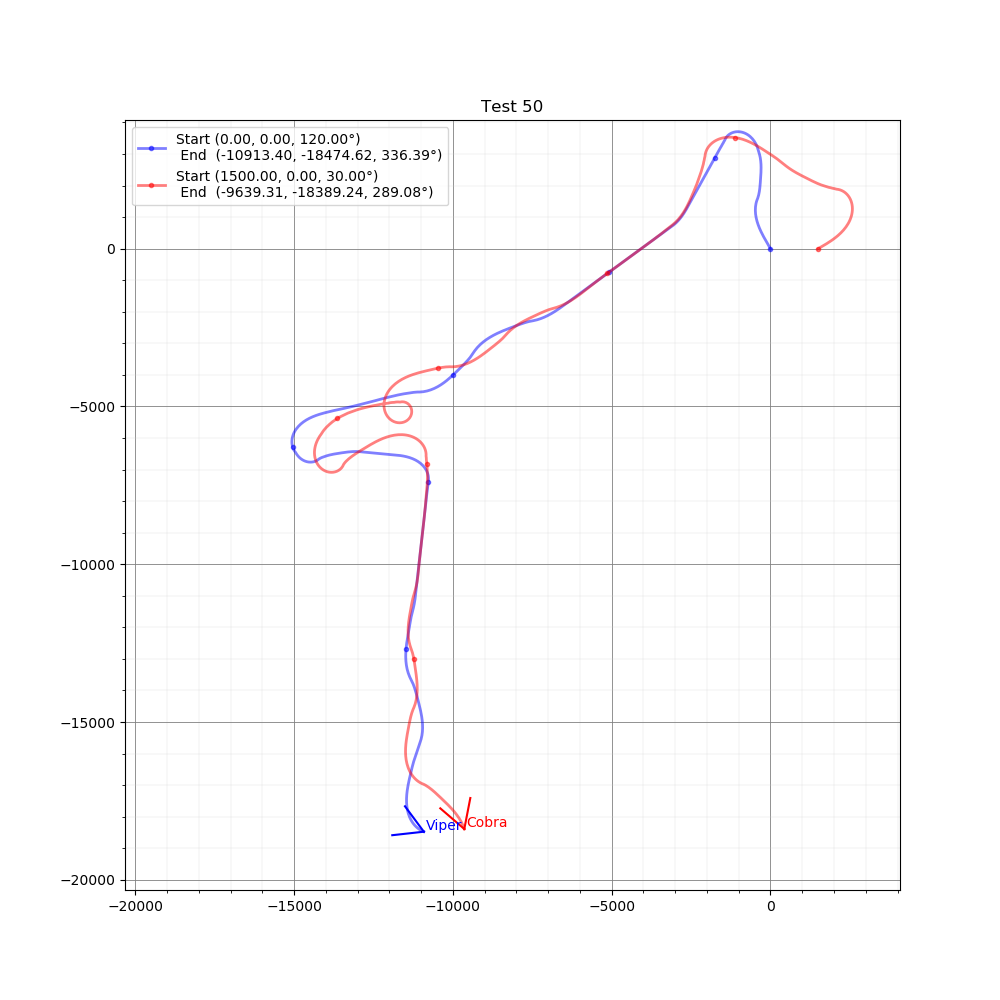 Test 50
Start (0.00, 0.00, 120.00°)
End (-10913.40, -18474.62, 336.39°)
Start (1500.00, 0.00, 30.00°)
End (-9639.31, -18389.24, 289.08°)
0
−5000
−10000
−15000
−20000
Viper
Cobra
−20000
−15000
−10000
−5000
0